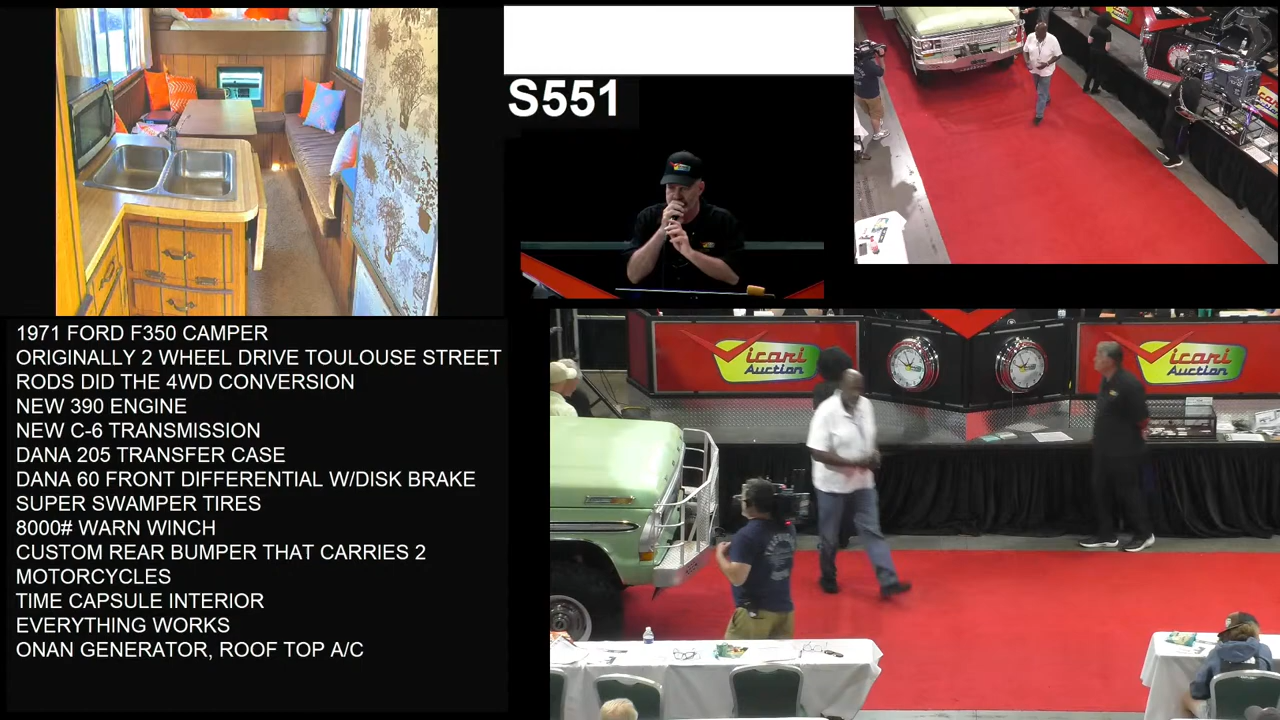 S551
1971 FORD F350 CAMPER
ORIGINALLY 2 WHEEL DRIVE TOULOUSE STREET
RODS DID THE 4WD CONVERSION
NEW 390 ENGINE
NEW C-6 TRANSMISSION
DANA 205 TRANSFER CASE
DANA 60 FRONT DIFFERENTIAL W/DISK BRAKE
SUPER SWAMPER TIRES
8000# WARN WINCH
CUSTOM REAR BUMPER THAT CARRIES 2
MOTORCYCLES
TIME CAPSULE INTERIOR
EVERYTHING WORKS
ONAN GENERATOR, ROOF TOP A/C
Vicari
Auction
Vicari
Auction